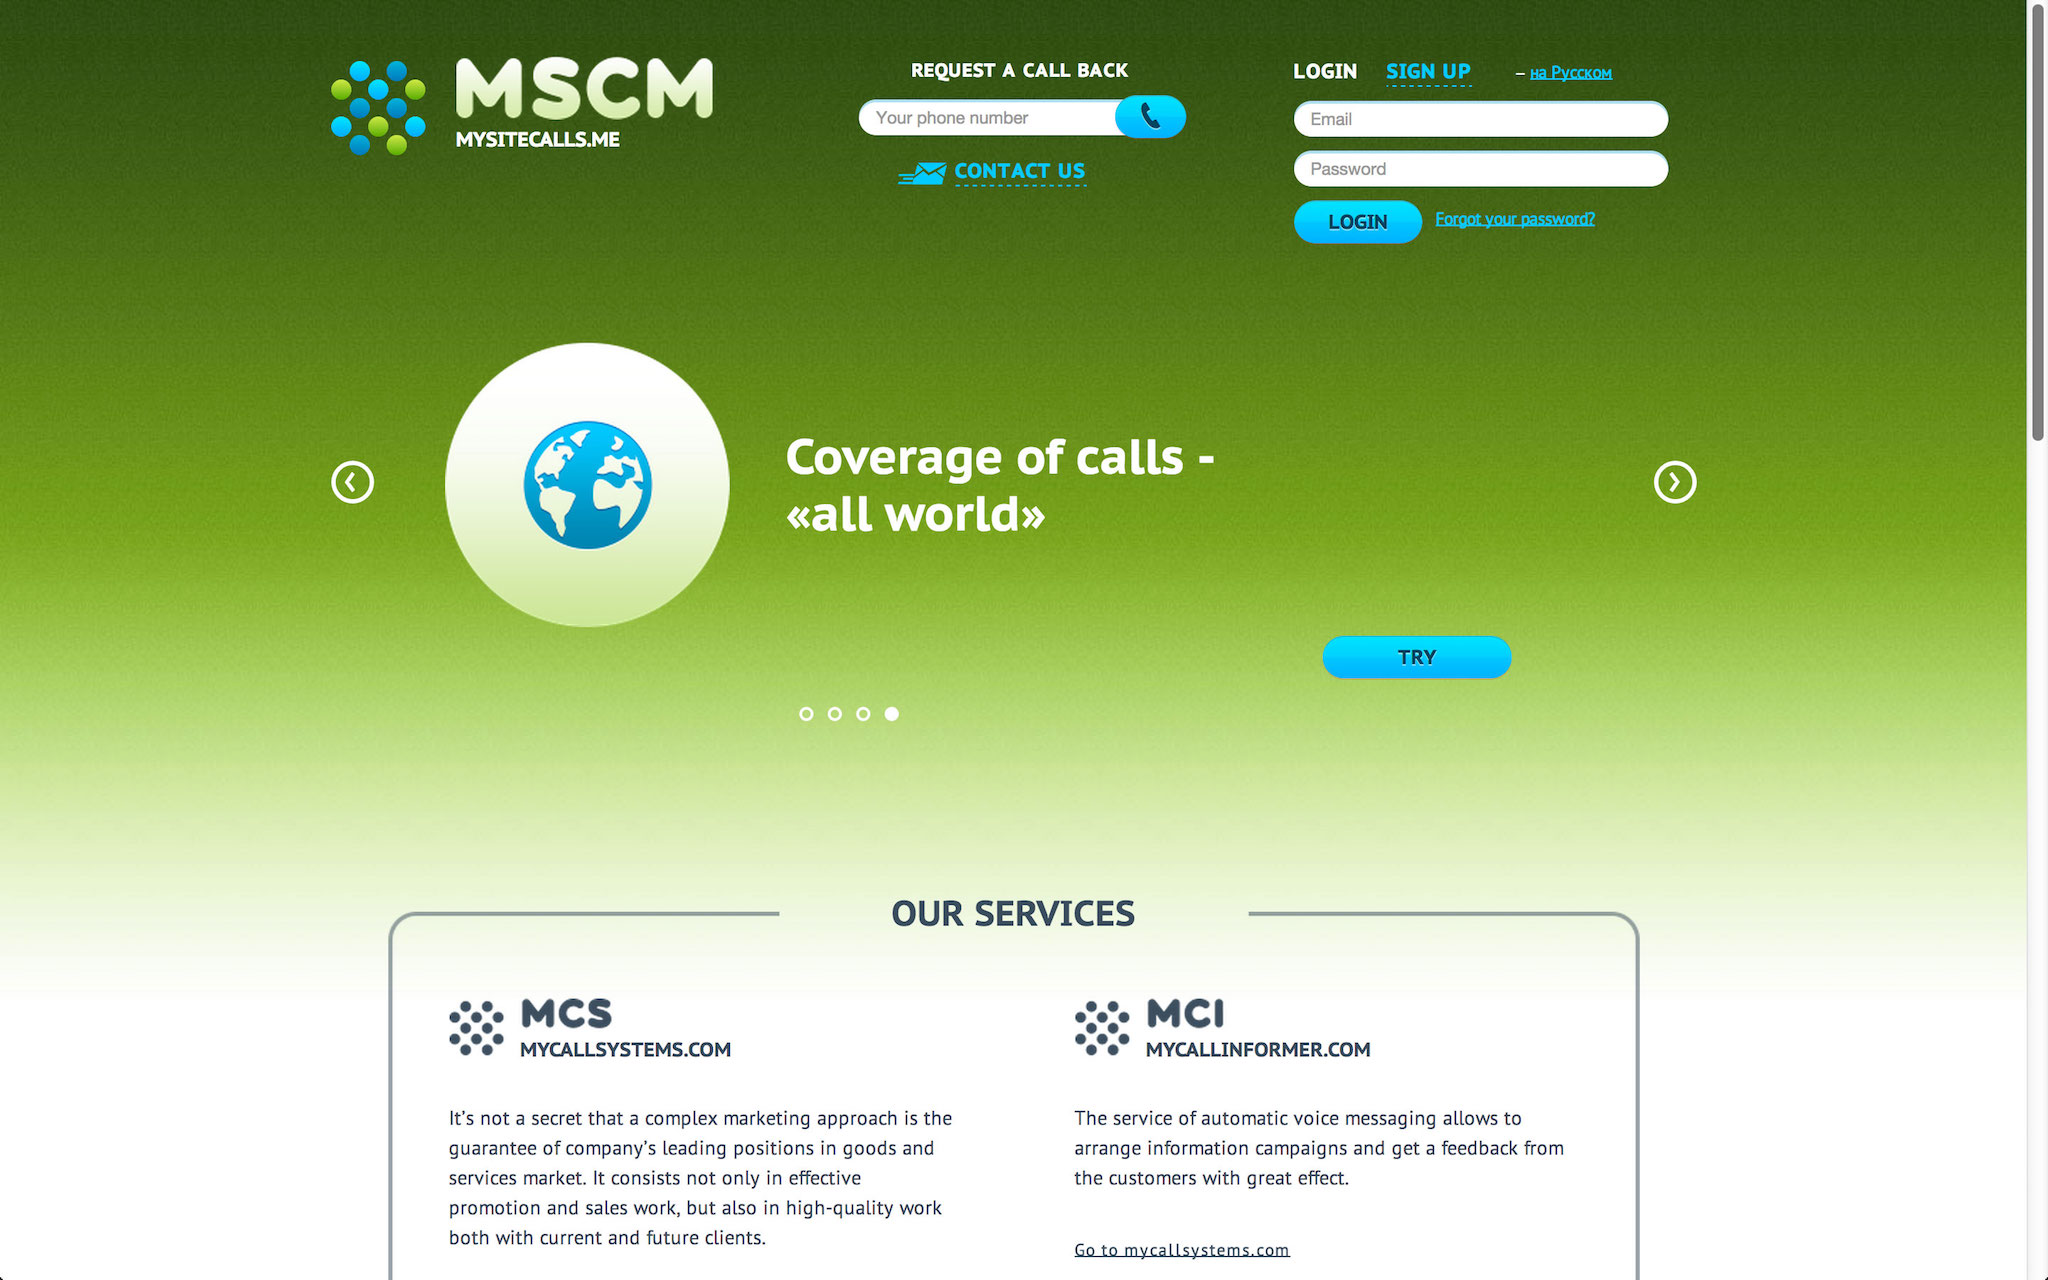 MSCM
MYSITECALLS.ME
REQUEST A CALL BACK
Your phone number
CONTACT US
LOGIN SIGN UP – на Русском
Email
Password
LOGIN Forgot your password?
Coverage of calls -
«all world»
TRY
OUR SERVICES
MCS
MYCALLSYSTEMS.COM
It’s not a secret that a complex marketing approach is the
guarantee of company’s leading positions in goods and
services market. It consists not only in effective
promotion and sales work, but also in high-quality work
both with current and future clients.
MCI
MYCALLINFORMER.COM
The service of automatic voice messaging allows to
arrange information campaigns and get a feedback from
the customers with great effect.
Go to mycallsystems.com